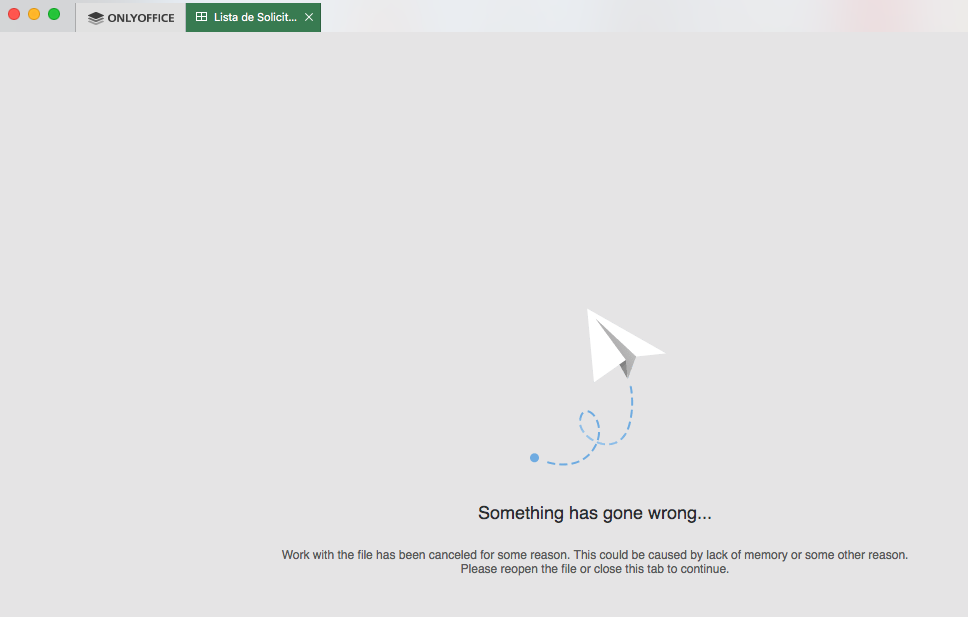 ONLYOFFICE
Lista de Solicit...
Something has gone wrong...
Work with the file has been canceled for some reason. This could be caused by lack of memory or some other reason.
Please reopen the file or close this tab to continue.